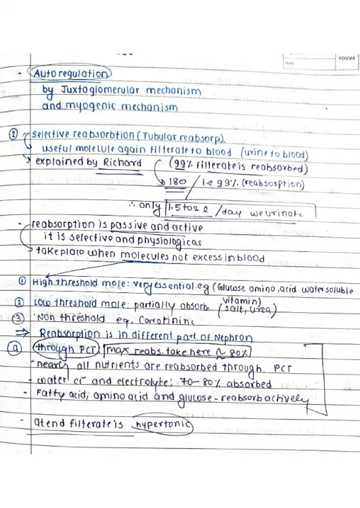 YOUVA
Date:
- Autoregulation
by Juxtaglomerular mechanism
and myogenic mechanism
② selective reabsorbtion (Tubular reabsorp).
useful molelule again filterate to blood (urine to blood)
explained by Richard (99% filterate is reabsorbed)
180 / i.e 99% (reabsorption)
∴ only 1.5 to 2 l /day we urinate
- reabsorption is passive and active
it is selective and physiological
take place when molecules not excess in blood
① High threshold mole: very essential eg (Glucose amino acid water soluble
vitamin)
② Low threshold mole: partially absorb (salt, urea)
③ Non threshold eg. Carotinine
⇒ Reabsorption is in different part of Nephron
ⓐ through PCT max reabs. take here ≈ 80%
- nearly all nutrients are reabsorbed through PCT
- water cl⁻ and electrolyte: 70-80% absorbed
- Fatty acid, amino acid and glucose - reabsorb actively
- at end filterate is hypertonic